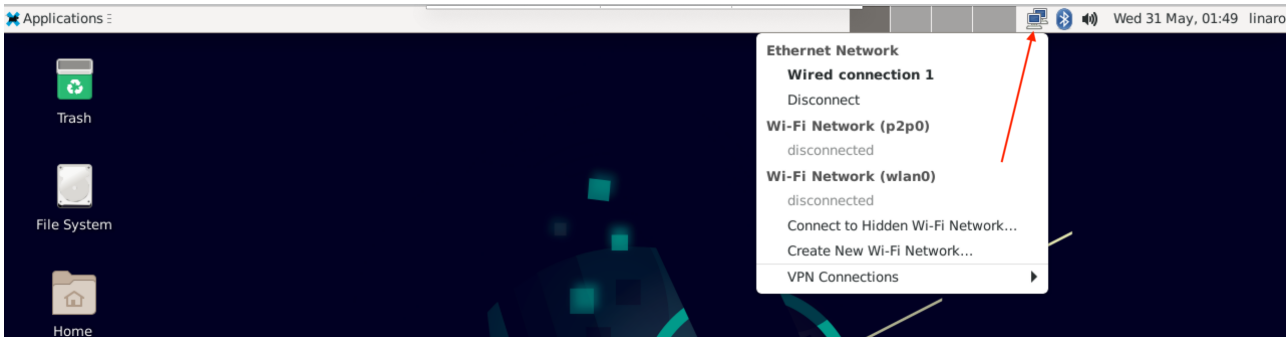 Applications
Wed 31 May, 01:49 linaro
Trash
File System
Home
Ethernet Network
Wired connection 1
Disconnect
Wi-Fi Network (p2p0)
disconnected
Wi-Fi Network (wlan0)
disconnected
Connect to Hidden Wi-Fi Network...
Create New Wi-Fi Network...
VPN Connections